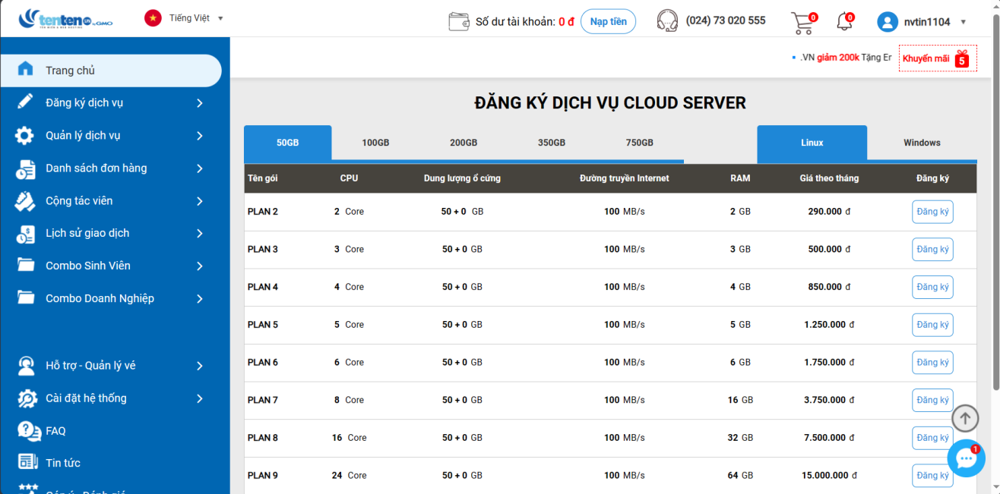 tenten by GMO
Tiếng Việt
Số dư tài khoản: 0 đ
Nạp tiền
(024) 73 020 555
0
0
nvtin1104
.VN giảm 200k Tặng Er
Khuyến mãi 5
Trang chủ
Đăng ký dịch vụ
Quản lý dịch vụ
Danh sách đơn hàng
Cộng tác viên
Lịch sử giao dịch
Combo Sinh Viên
Combo Doanh Nghiệp
Hỗ trợ - Quản lý vé
Cài đặt hệ thống
FAQ
Tin tức
ĐĂNG KÝ DỊCH VỤ CLOUD SERVER
50GB 100GB 200GB 350GB 750GB Linux Windows
Tên gói CPU Dung lượng ổ cứng Đường truyền Internet RAM Giá theo tháng Đăng ký
PLAN 2 2 Core 50 + 0 GB 100 MB/s 2 GB 290.000 đ Đăng ký
PLAN 3 3 Core 50 + 0 GB 100 MB/s 3 GB 500.000 đ Đăng ký
PLAN 4 4 Core 50 + 0 GB 100 MB/s 4 GB 850.000 đ Đăng ký
PLAN 5 5 Core 50 + 0 GB 100 MB/s 5 GB 1.250.000 đ Đăng ký
PLAN 6 6 Core 50 + 0 GB 100 MB/s 6 GB 1.750.000 đ Đăng ký
PLAN 7 8 Core 50 + 0 GB 100 MB/s 16 GB 3.750.000 đ Đăng ký
PLAN 8 16 Core 50 + 0 GB 100 MB/s 32 GB 7.500.000 đ Đăng ký
PLAN 9 24 Core 50 + 0 GB 100 MB/s 64 GB 15.000.000 đ Đăng ký
1